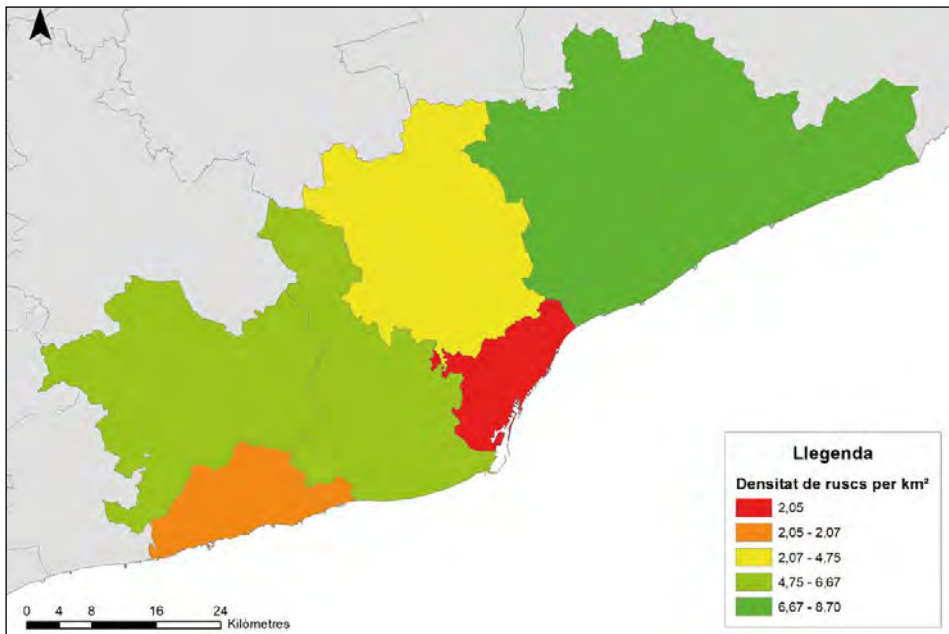 Llegenda
Densitat de ruscs per km²
2,05
2,05 - 2,07
2,07 - 4,75
4,75 - 6,67
6,67 - 8,70
0 4 8 16 24
Kilòmetres